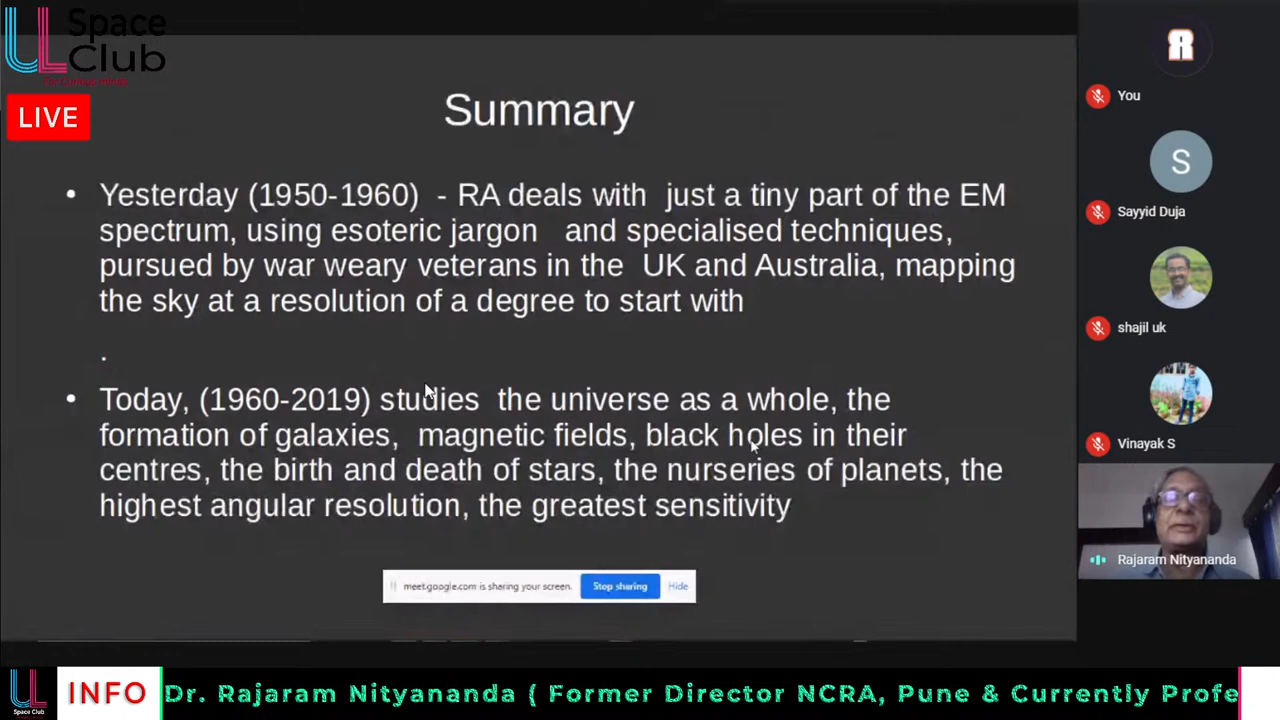 Space
Club
LIVE
Summary
• Yesterday (1950-1960) - RA deals with just a tiny part of the EM
spectrum, using esoteric jargon and specialised techniques,
pursued by war weary veterans in the UK and Australia, mapping
the sky at a resolution of a degree to start with
.
• Today, (1960-2019) studies the universe as a whole, the
formation of galaxies, magnetic fields, black holes in their
centres, the birth and death of stars, the nurseries of planets, the
highest angular resolution, the greatest sensitivity
meet.google.com is sharing your screen. Stop sharing Hide
You
S
Sayyid Duja
shajil uk
Vinayak S
Rajaram Nityananda
UL
Space Club
INFO
Dr. Rajaram Nityananda ( Former Director NCRA, Pune & Currently Profe